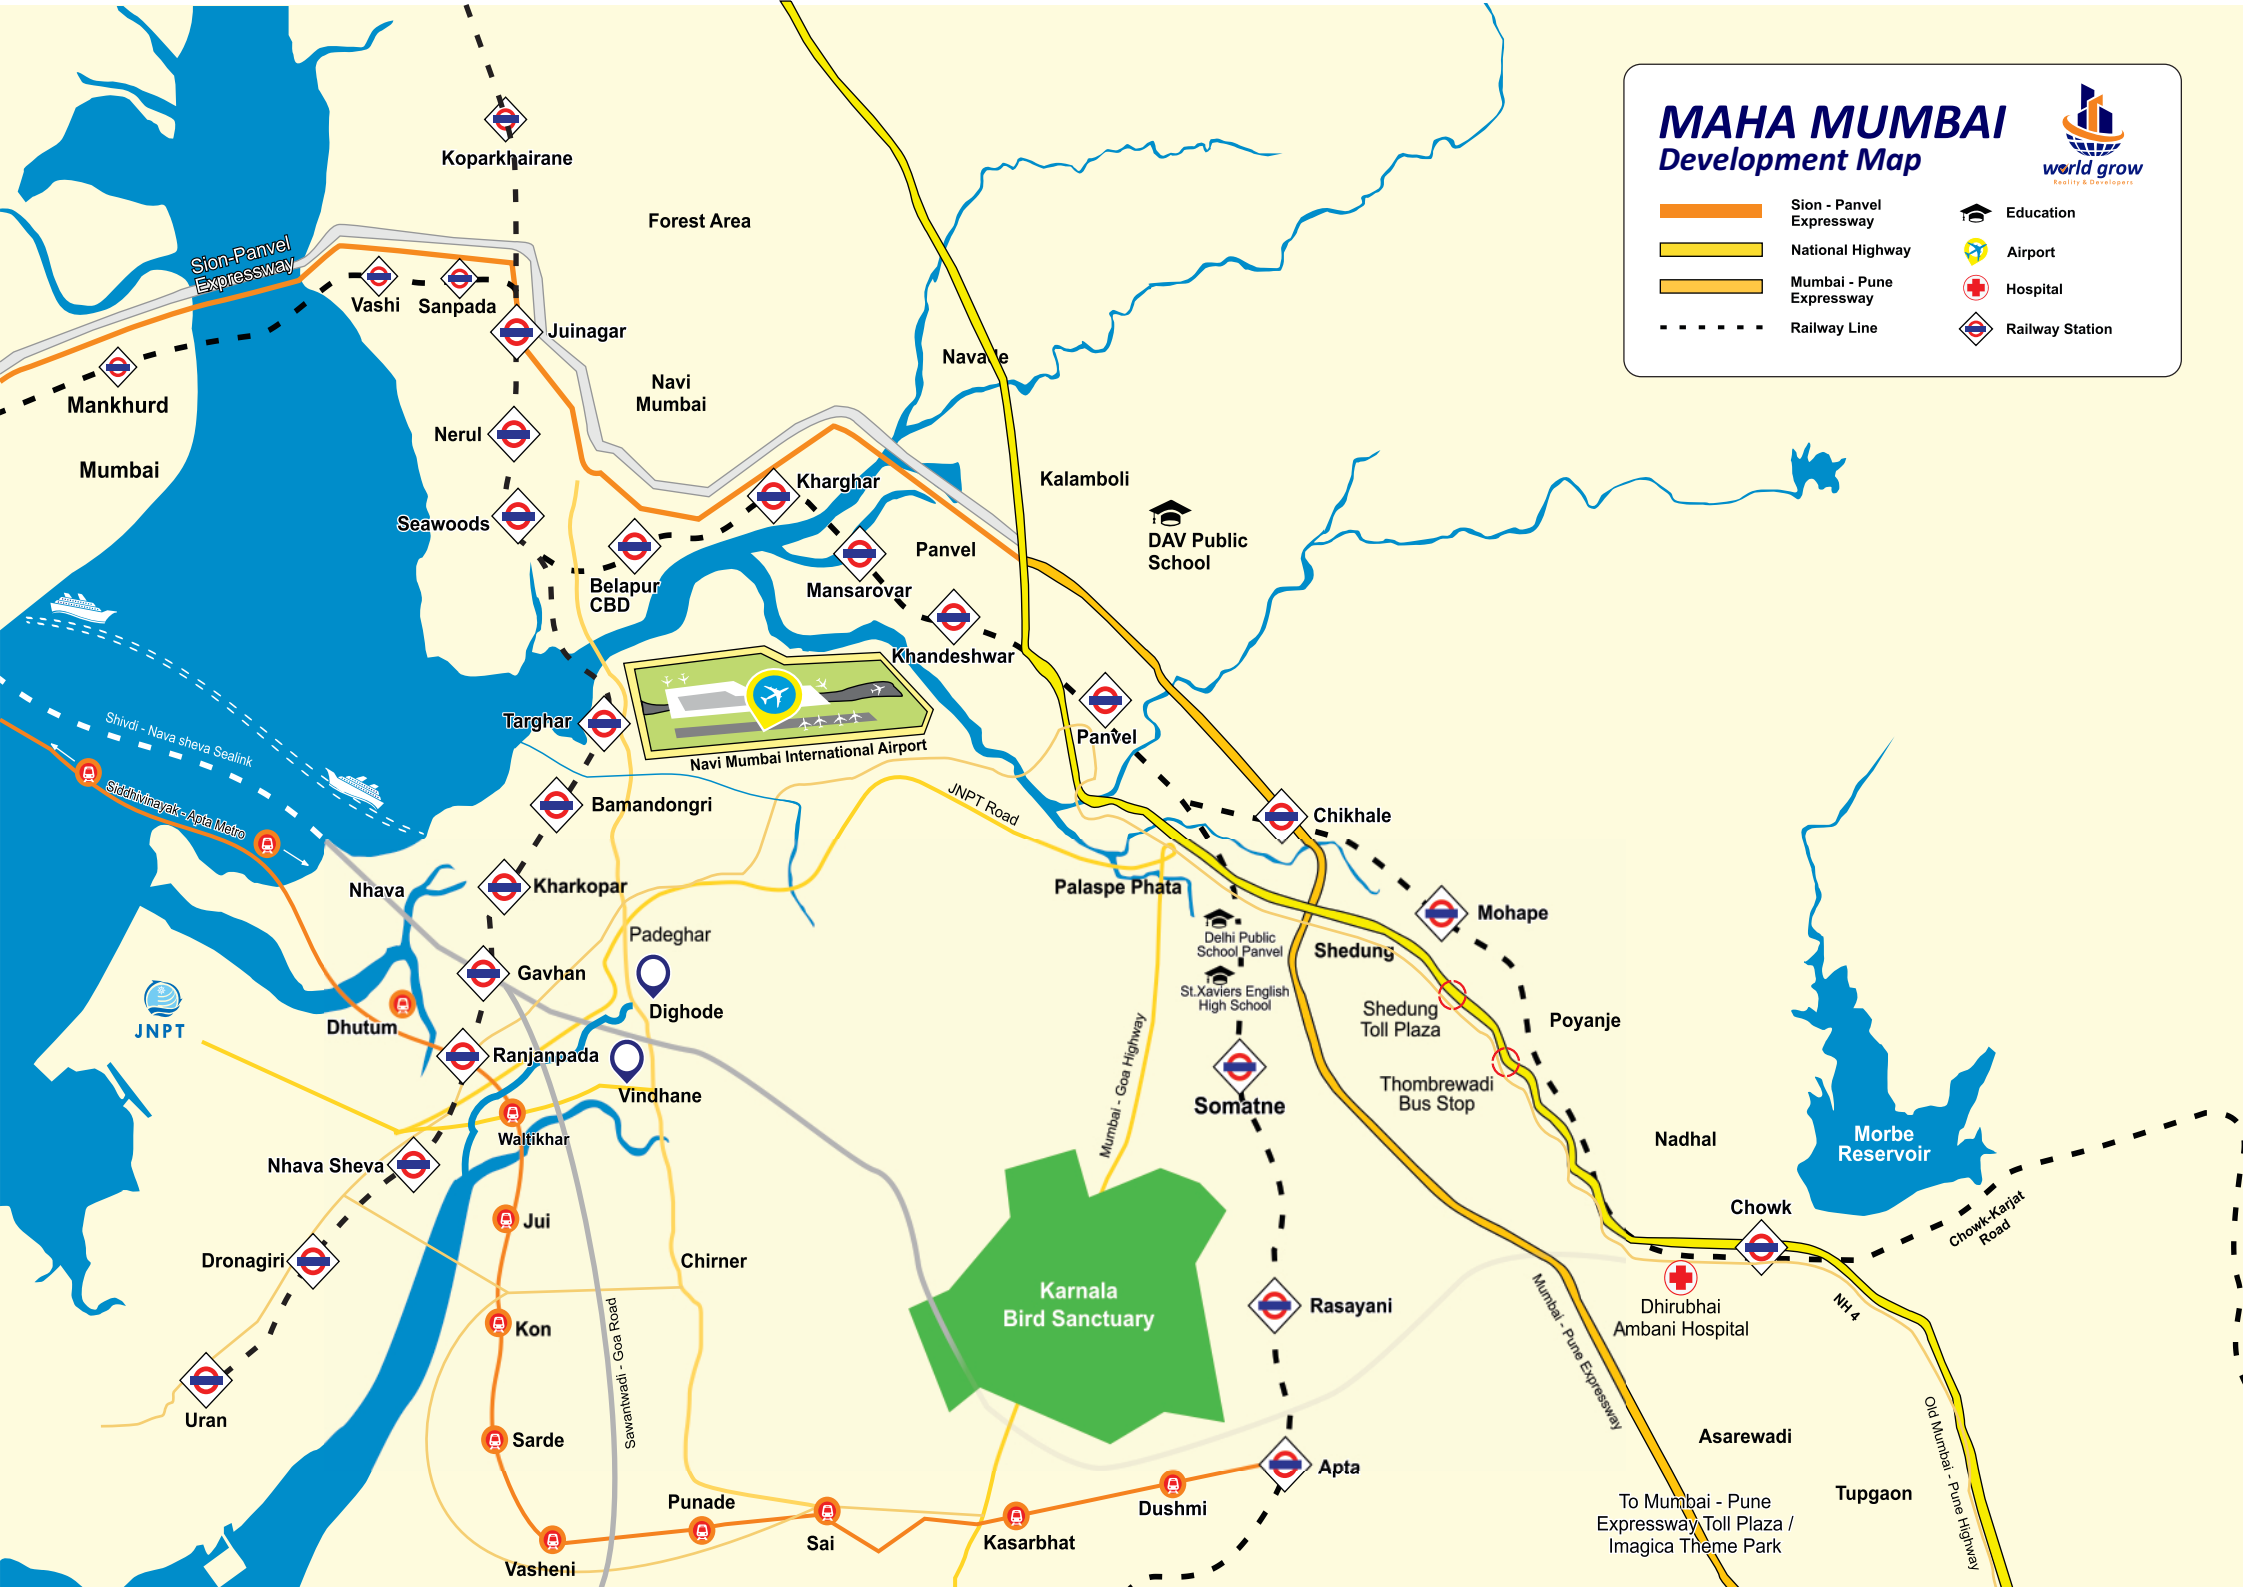 MAHA MUMBAI
Development Map
world grow
Reality & Developers
Sion - Panvel
Expressway
National Highway
Mumbai - Pune
Expressway
Railway Line
Education
Airport
Hospital
Railway Station
Koparkhairane
Forest Area
Sion-Panvel
Expressway
Vashi
Sanpada
Juinagar
Mankhurd
Mumbai
Navi
Mumbai
Navade
Nerul
Seawoods
Kharghar
Kalamboli
DAV Public
School
Belapur
CBD
Mansarovar
Panvel
Khandeshwar
Targhar
Navi Mumbai International Airport
Panvel
Shivdi - Nava sheva Sealink
Siddhivinayak - Apta Metro
Bamandongri
JNPT Road
Chikhale
Nhava
Kharkopar
Palaspe Phata
Mohape
Padeghar
Delhi Public
School Panvel
Shedung
Gavhan
Dighode
St.Xaviers English
High School
JNPT
Dhutum
Shedung
Toll Plaza
Poyanje
Ranjanpada
Vindhane
Mumbai - Goa Highway
Somatne
Thombrewadi
Bus Stop
Waltikhar
Nadhal
Morbe
Reservoir
Nhava Sheva
Chowk
Chowk-Karjat
Road
Jui
Dronagiri
Chirner
Karnala
Bird Sanctuary
Rasayani
Mumbai - Pune Expressway
Dhirubhai
Ambani Hospital
NH 4
Kon
Sawantwadi - Goa Road
Uran
Sarde
Apta
Asarewadi
Old Mumbai - Pune Highway
Tupgaon
Punade
Sai
Kasarbhat
Dushmi
To Mumbai - Pune
Expressway Toll Plaza /
Imagica Theme Park
Vasheni